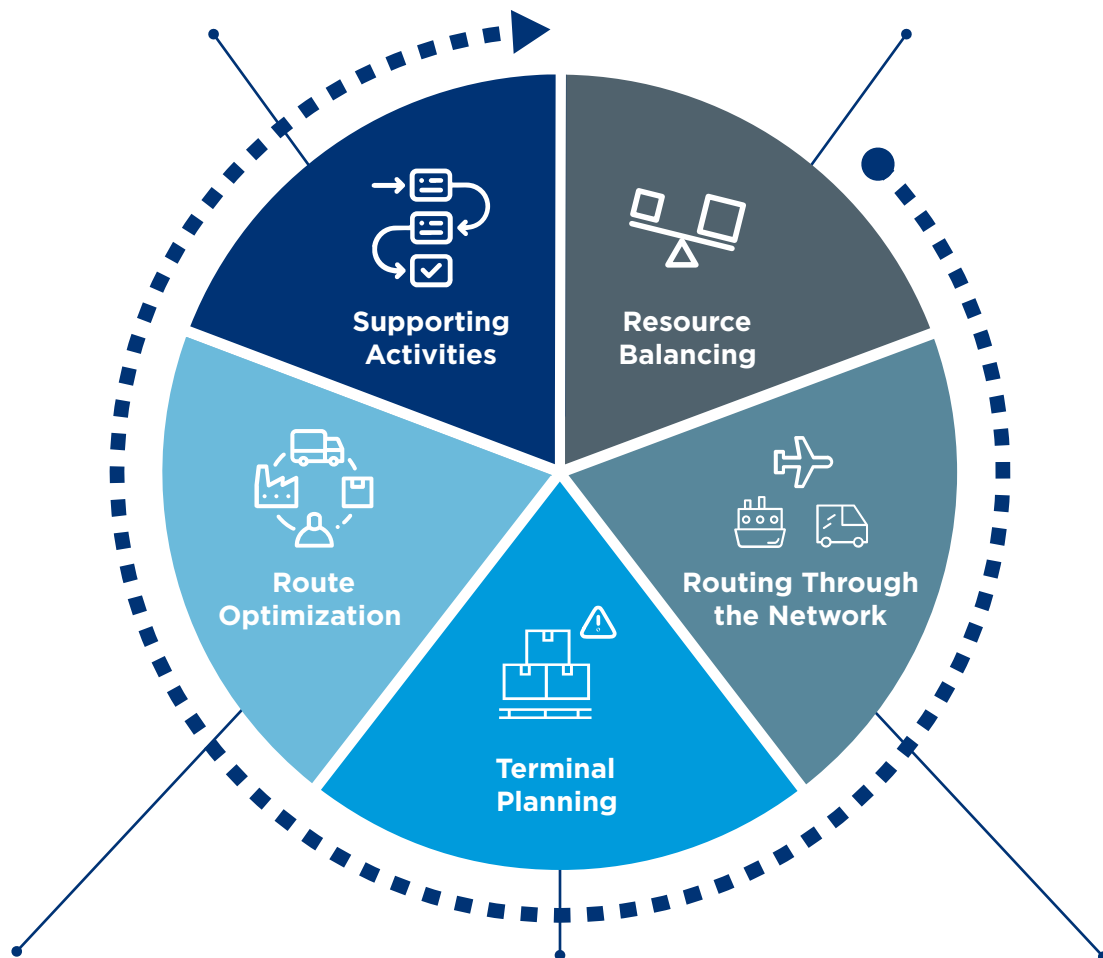 Supporting
Activities
Resource
Balancing
Route
Optimization
Routing Through
the Network
Terminal
Planning